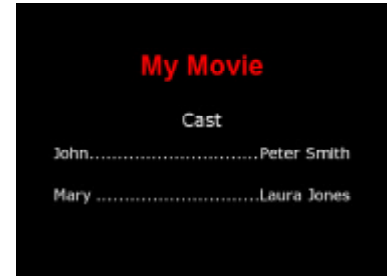 My Movie
Cast
John..............................Peter Smith
Mary .............................Laura Jones